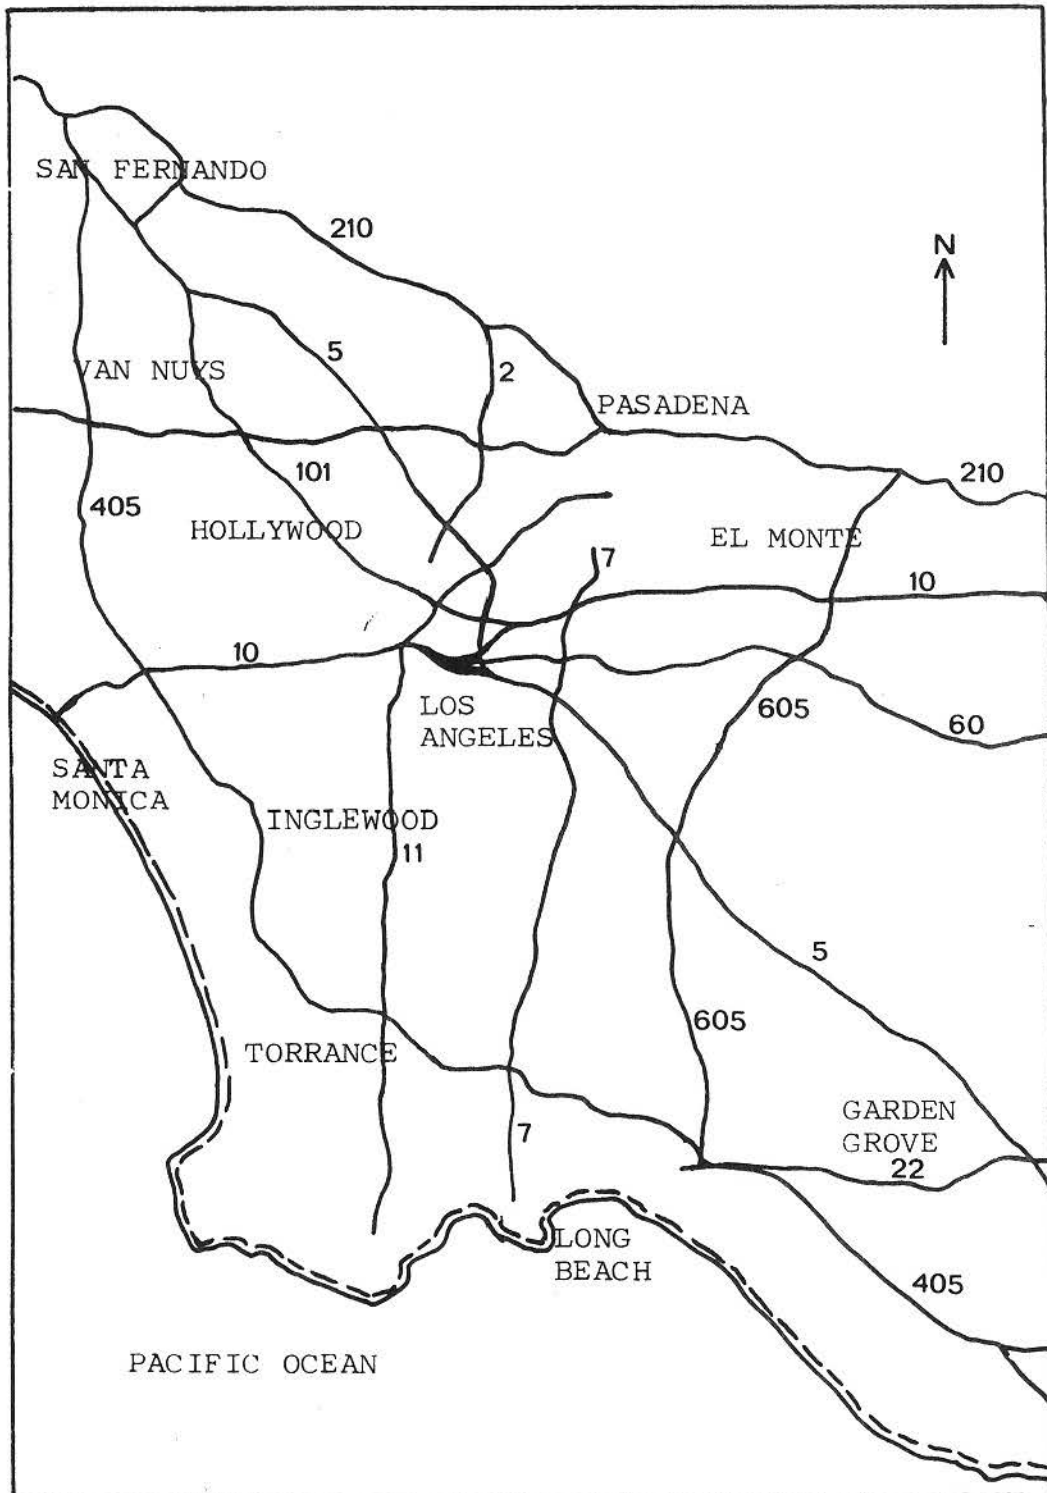 SAN FERNANDO
210
N
5
VAN NUYS
2
PASADENA
101
210
405
HOLLYWOOD
EL MONTE
7
10
10
LOS
ANGELES
605
60
SANTA
MONICA
INGLEWOOD
11
5
605
TORRANCE
GARDEN
GROVE
7
22
LONG
BEACH
405
PACIFIC OCEAN